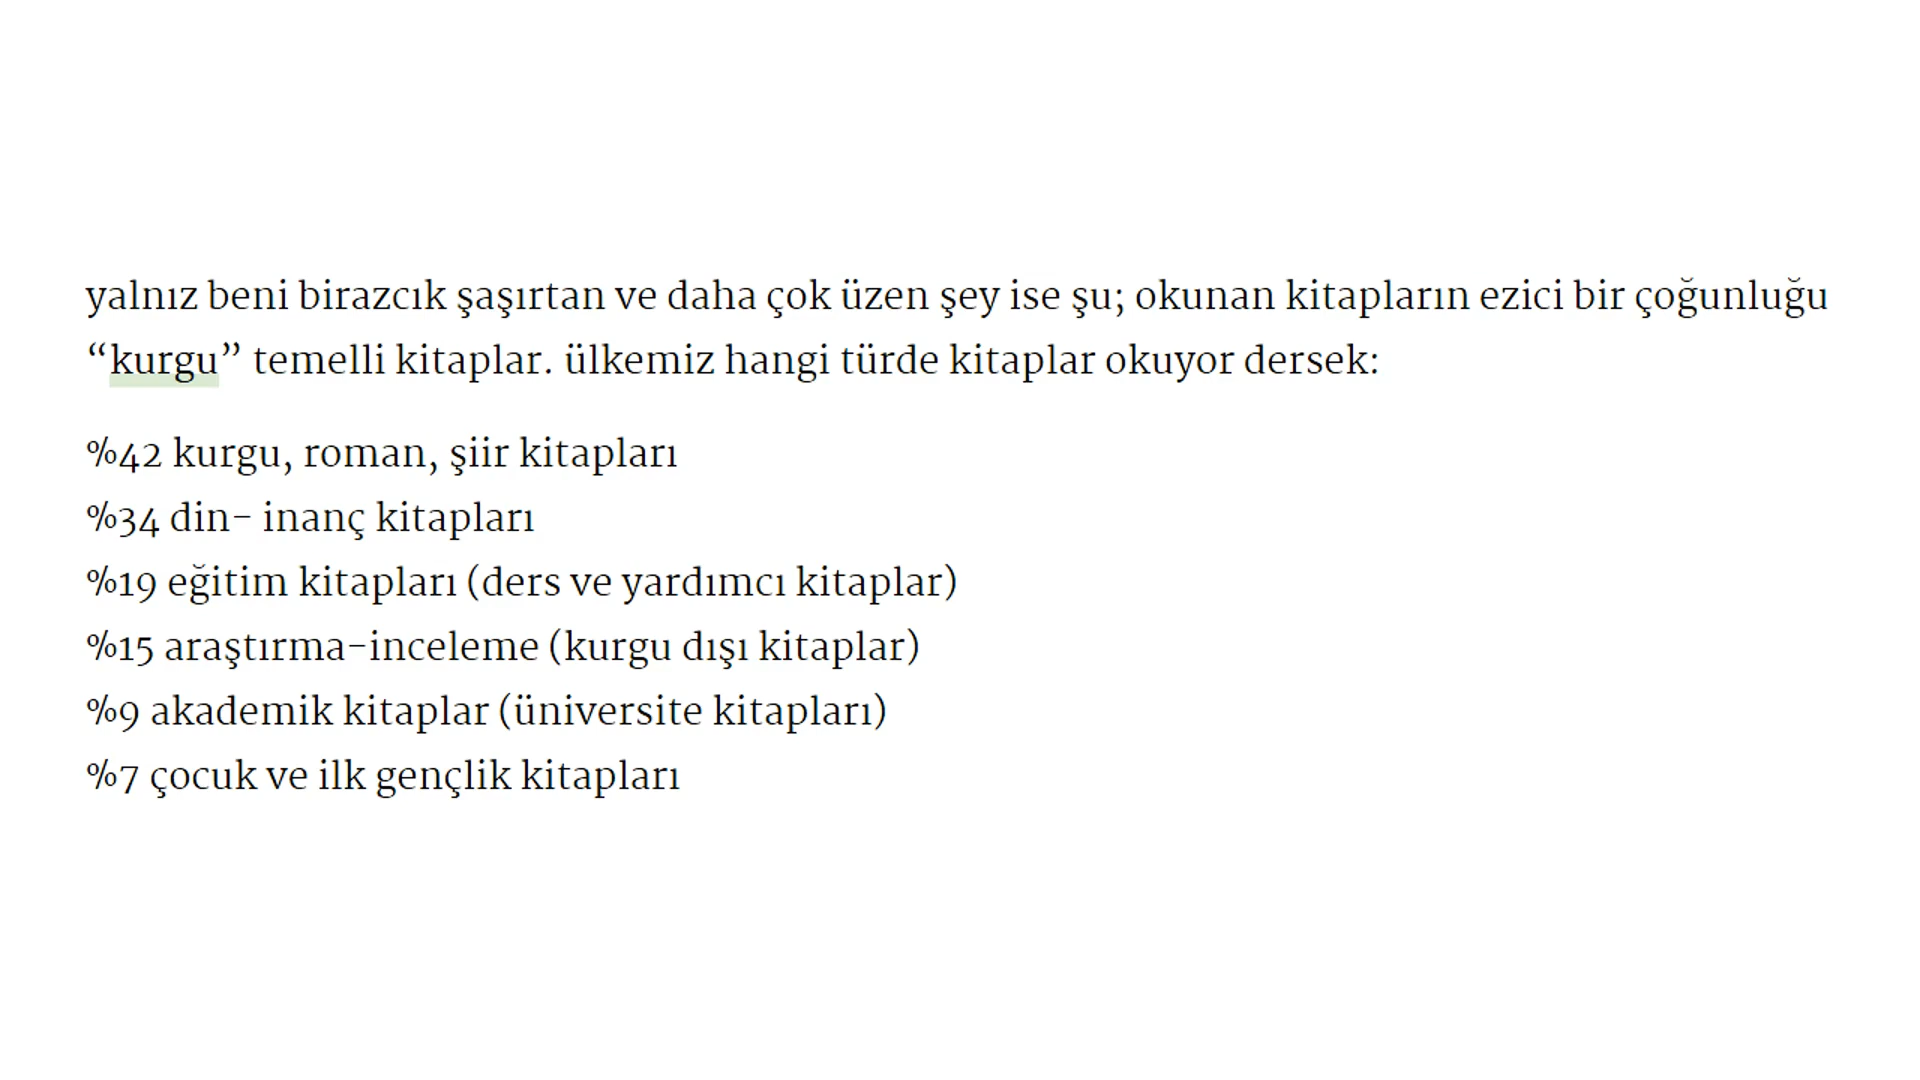 yalnız beni birazcık şaşırtan ve daha çok üzen şey ise şu; okunan kitapların ezici bir çoğunluğu
“kurgu” temelli kitaplar. ülkemiz hangi türde kitaplar okuyor dersek:
%42 kurgu, roman, şiir kitapları
%34 din- inanç kitapları
%19 eğitim kitapları (ders ve yardımcı kitaplar)
%15 araştırma-inceleme (kurgu dışı kitaplar)
%9 akademik kitaplar (üniversite kitapları)
%7 çocuk ve ilk gençlik kitapları